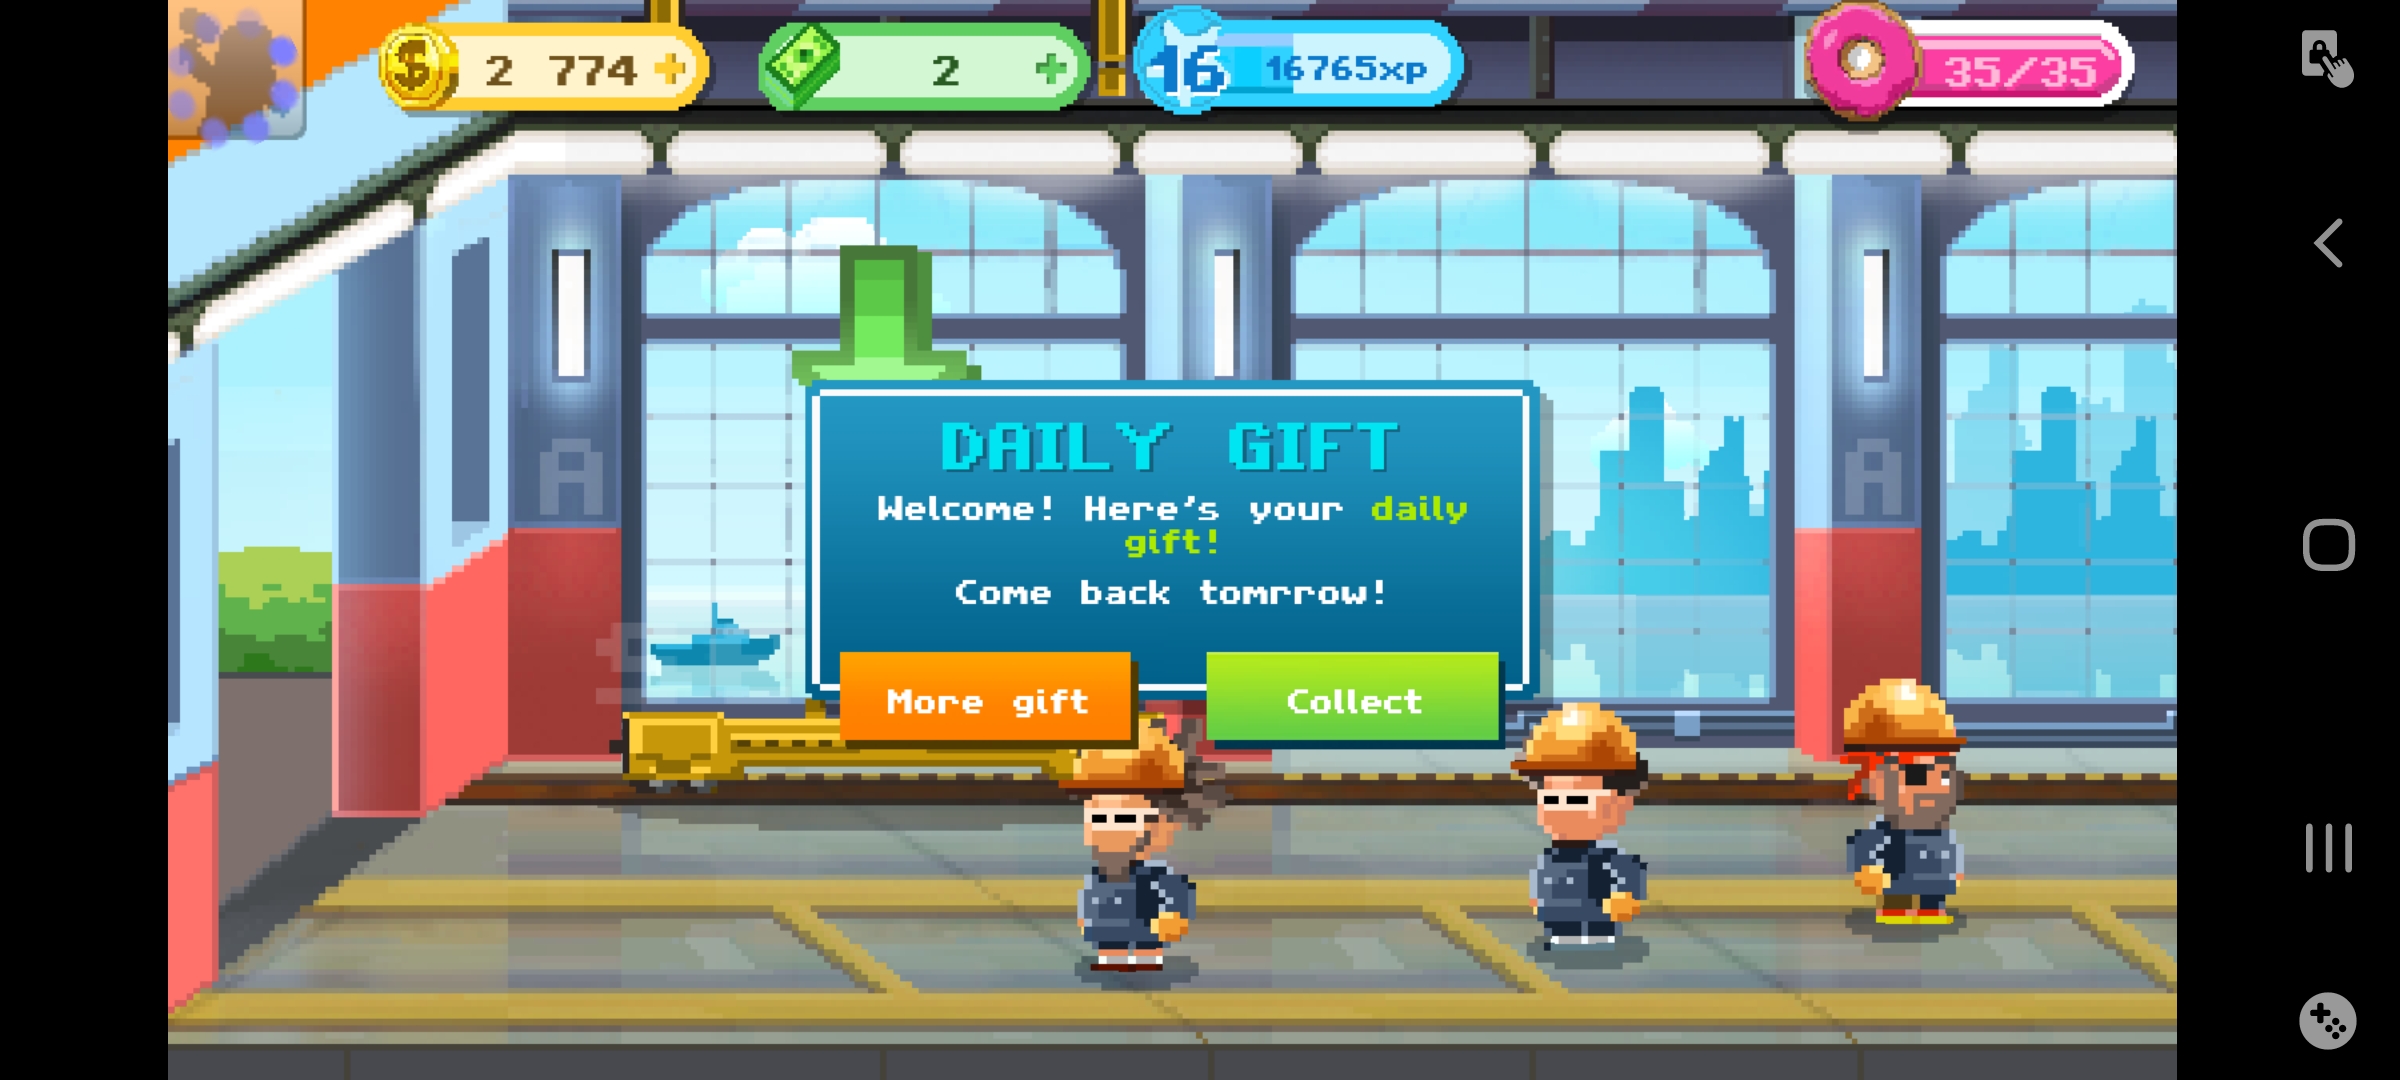 2 774 +
2 +
16 16765xp
35/35
A
A
DAILY GIFT
Welcome! Here's your daily
gift!
Come back tomrrow!
More gift
Collect